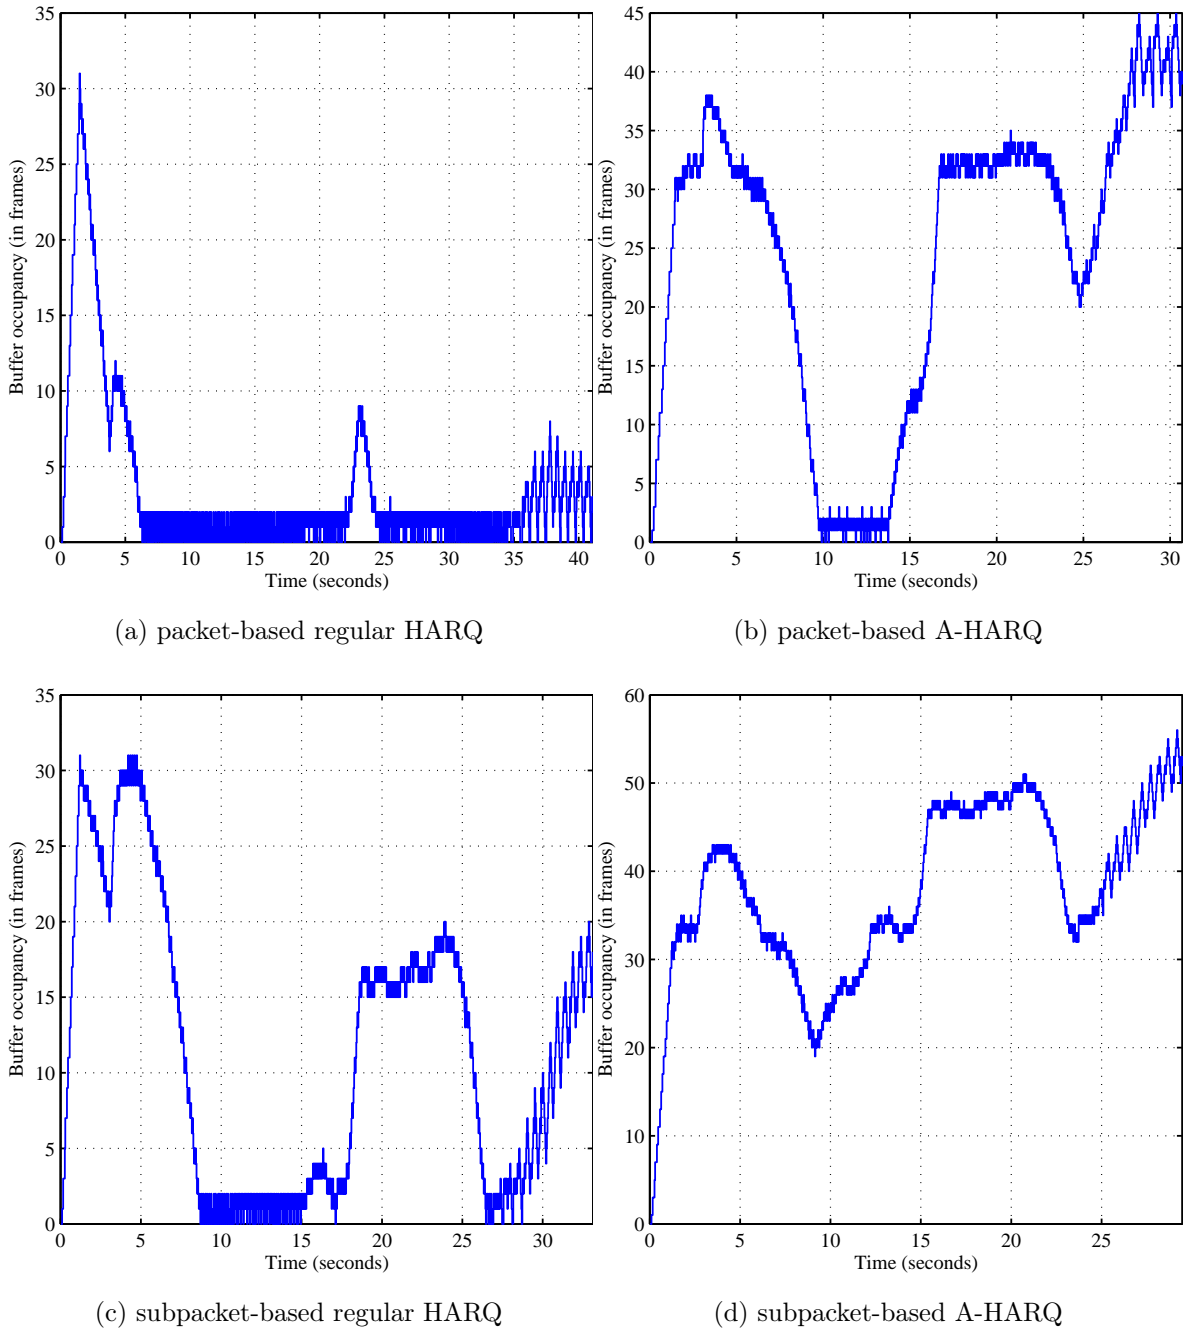 35
30
25
20
15
10
5
0
Buffer occupancy (in frames)
0 5 10 15 20 25 30 35 40
Time (seconds)
(a) packet-based regular HARQ
45
40
35
30
25
20
15
10
5
0
Buffer occupancy (in frames)
0 5 10 15 20 25 30
Time (seconds)
(b) packet-based A-HARQ
35
30
25
20
15
10
5
0
Buffer occupancy (in frames)
0 5 10 15 20 25 30
Time (seconds)
(c) subpacket-based regular HARQ
60
50
40
30
20
10
0
Buffer occupancy (in frames)
0 5 10 15 20 25
Time (seconds)
(d) subpacket-based A-HARQ